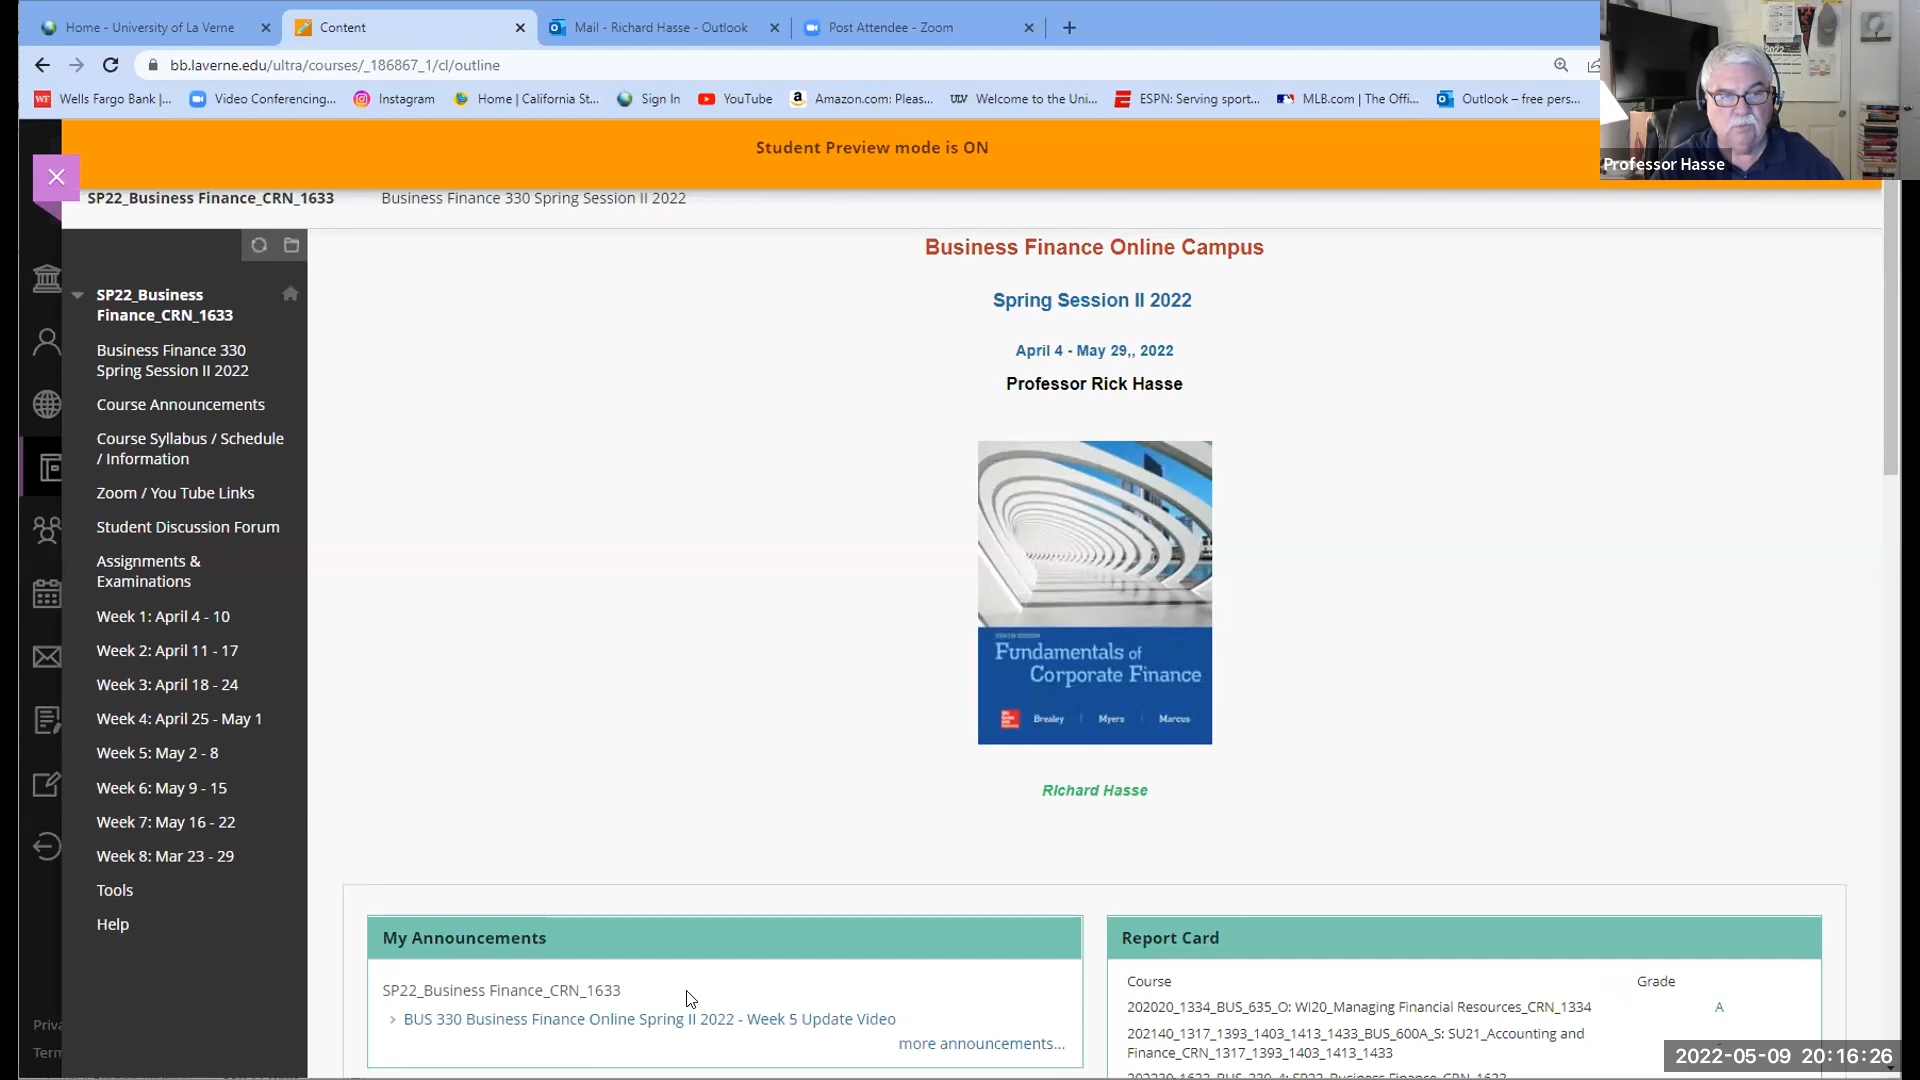 Home - University of La Verne
Content
Mail - Richard Hasse - Outlook
Post Attendee - Zoom
bb.laverne.edu/ultra/courses/_186867_1/cl/outline
WF Wells Fargo Bank |...
Video Conferencing...
Instagram
Home | California St...
Sign In
YouTube
Amazon.com: Pleas...
Welcome to the Uni...
ESPN: Serving sport...
MLB.com | The Offi...
Outlook – free pers...
Student Preview mode is ON
Professor Hasse
SP22_Business Finance_CRN_1633
Business Finance 330 Spring Session II 2022
SP22_Business
Finance_CRN_1633
Business Finance 330
Spring Session II 2022
Course Announcements
Course Syllabus / Schedule
/ Information
Zoom / You Tube Links
Student Discussion Forum
Assignments &
Examinations
Week 1: April 4 - 10
Week 2: April 11 - 17
Week 3: April 18 - 24
Week 4: April 25 - May 1
Week 5: May 2 - 8
Week 6: May 9 - 15
Week 7: May 16 - 22
Week 8: Mar 23 - 29
Tools
Help
Priva
Term
Business Finance Online Campus
Spring Session II 2022
April 4 - May 29,, 2022
Professor Rick Hasse
Fundamentals of
Corporate Finance
Brealey | Myers | Marcus
RIchard Hasse
My Announcements
SP22_Business Finance_CRN_1633
BUS 330 Business Finance Online Spring II 2022 - Week 5 Update Video
more announcements...
Report Card
Course
Grade
202020_1334_BUS_635_O: WI20_Managing Financial Resources_CRN_1334
A
202140_1317_1393_1403_1413_1433_BUS_600A_S: SU21_Accounting and
Finance_CRN_1317_1393_1403_1413_1433
2022-05-09 20:16:26